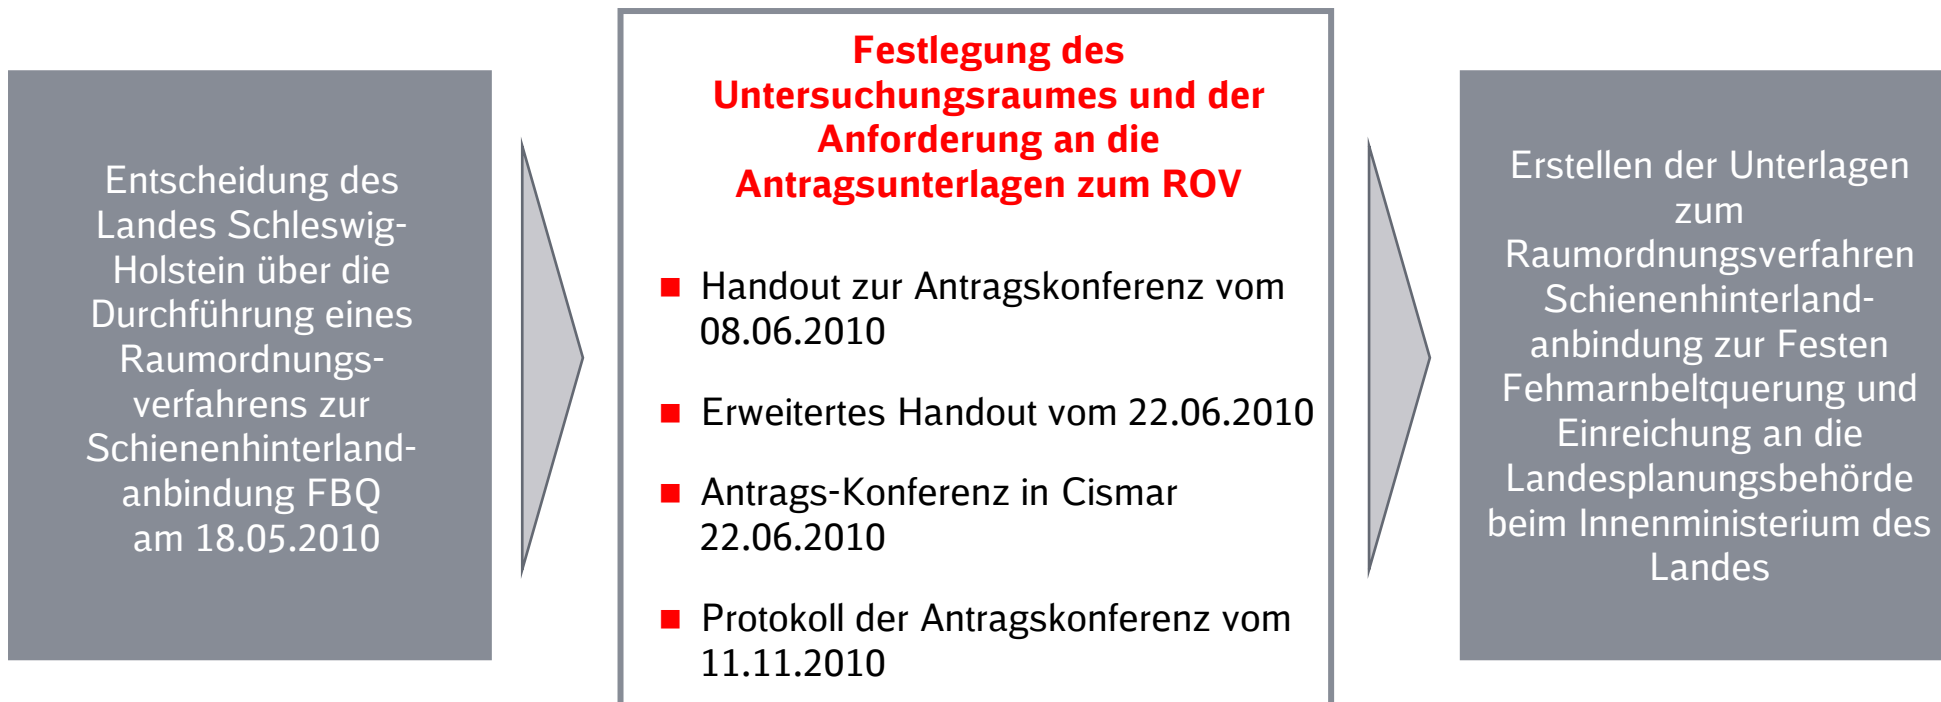 Entscheidung des
Landes Schleswig-
Holstein über die
Durchführung eines
Raumordnungs-
verfahrens zur
Schienenhinterland-
anbindung FBQ
am 18.05.2010
Festlegung des
Untersuchungsraumes und der
Anforderung an die
Antragsunterlagen zum ROV
Handout zur Antragskonferenz vom
08.06.2010
Erweitertes Handout vom 22.06.2010
Antrags-Konferenz in Cismar
22.06.2010
Protokoll der Antragskonferenz vom
11.11.2010
Erstellen der Unterlagen
zum
Raumordnungsverfahren
Schienenhinterland-
anbindung zur Festen
Fehmarnbeltquerung und
Einreichung an die
Landesplanungsbehörde
beim Innenministerium des
Landes